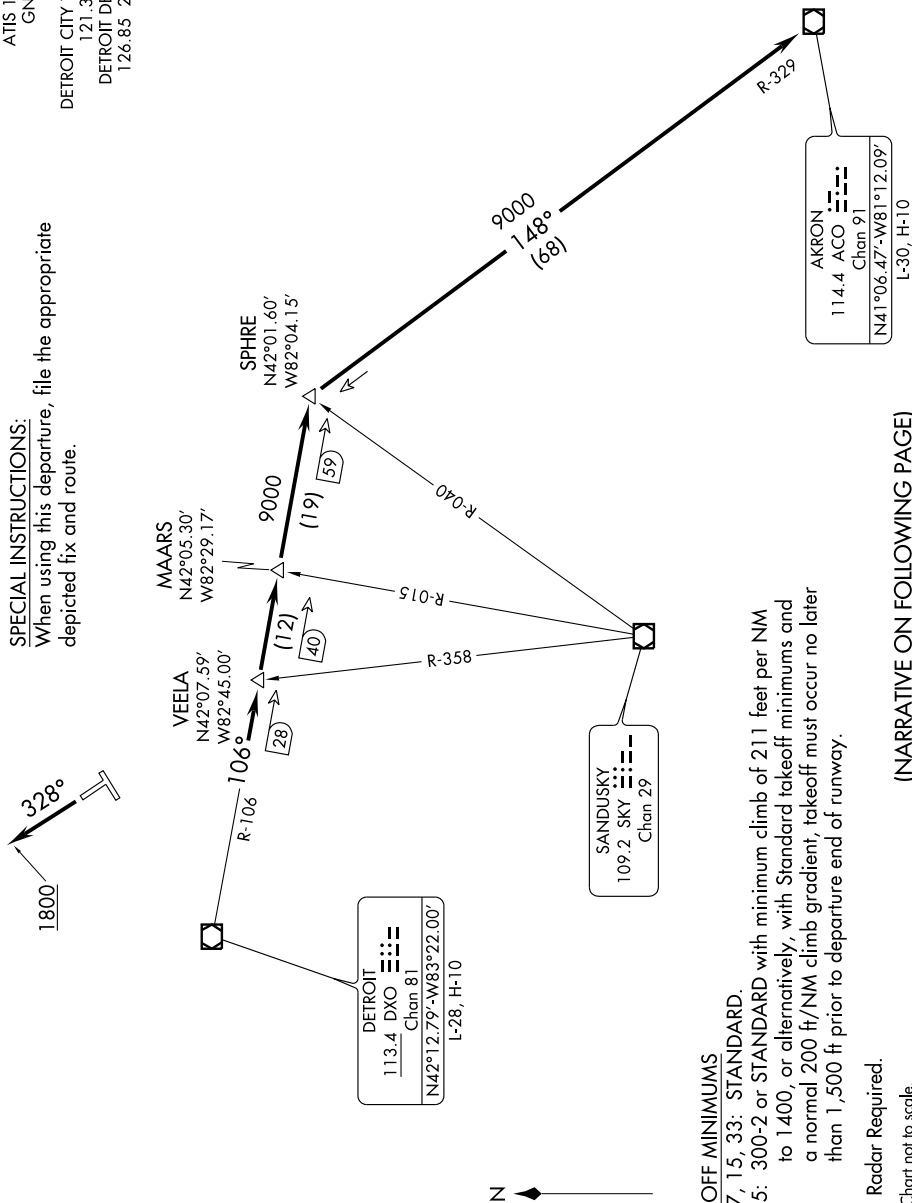 ATIS 1
GN
DETROIT CITY
121.3
DETROIT DE
126.85 2
SPECIAL INSTRUCTIONS:
When using this departure, file the appropriate
depicted fix and route.
328°
1800
VEELA
N42°07.59′
W82°45.00′
MAARS
N42°05.30′
W82°29.17′
SPHRE
N42°01.60′
W82°04.15′
R-106
106°
28
(12)
40
9000
(19)
59
9000
148°
(68)
R-329
R-358
R-015
R-040
DETROIT
113.4 DXO
Chan 81
N42°12.79′-W83°22.00′
L-28, H-10
SANDUSKY
109.2 SKY
Chan 29
AKRON
114.4 ACO
Chan 91
N41°06.47′-W81°12.09′
L-30, H-10
N
OFF MINIMUMS
7, 15, 33: STANDARD.
5: 300-2 or STANDARD with minimum climb of 211 feet per NM
to 1400, or alternatively, with Standard takeoff minimums and
a normal 200 ft/NM climb gradient, takeoff must occur no later
than 1,500 ft prior to departure end of runway.
Radar Required.
Chart not to scale
(NARRATIVE ON FOLLOWING PAGE)